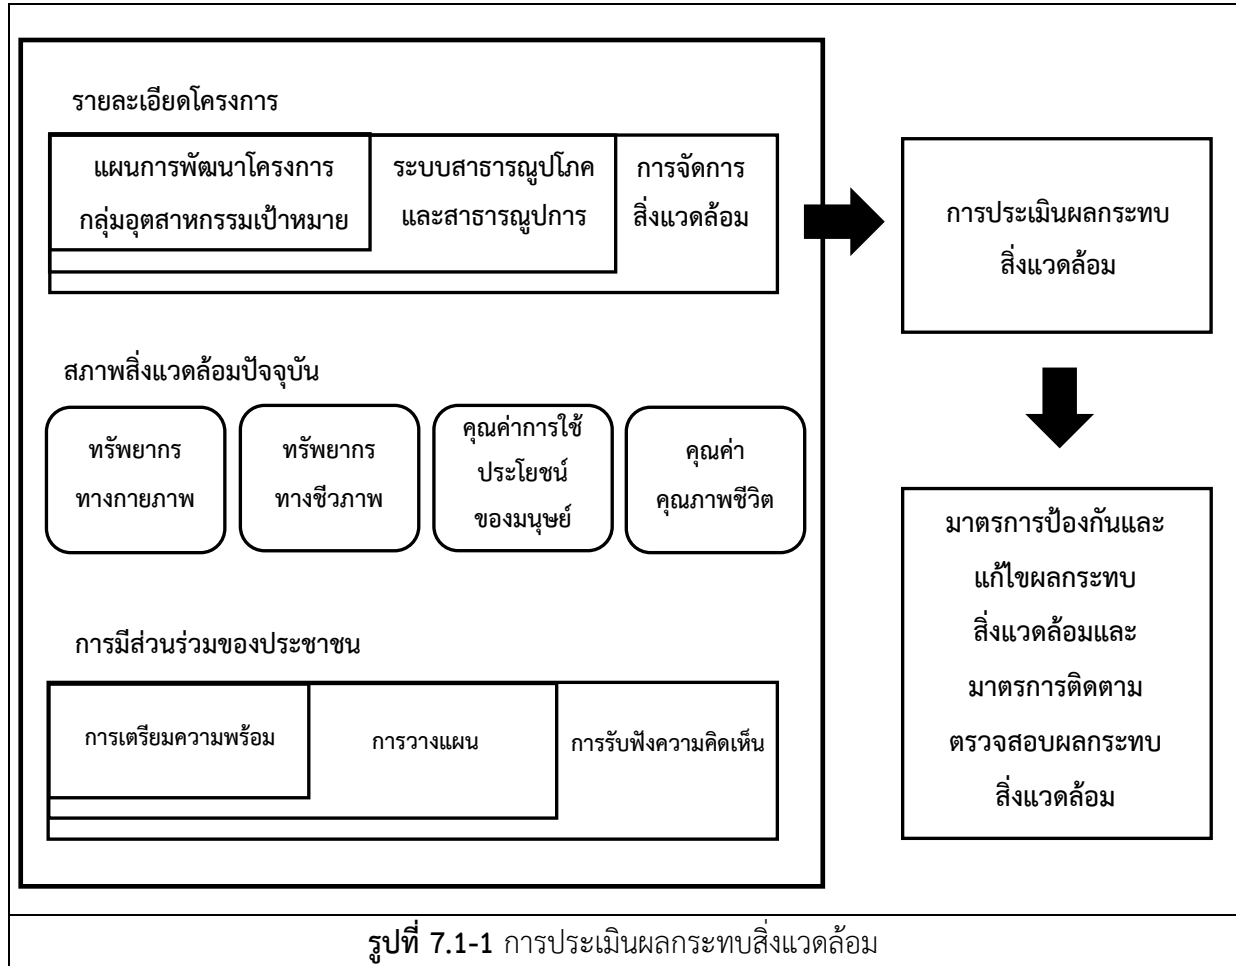 รายละเอียดโครงการ
แผนการพัฒนาโครงการ
กลุ่มอุตสาหกรรมเป้าหมาย
ระบบสาธารณูปโภค
และสาธารณูปการ
การจัดการ
สิ่งแวดล้อม
สภาพสิ่งแวดล้อมปัจจุบัน
ทรัพยากร
ทางกายภาพ
ทรัพยากร
ทางชีวภาพ
คุณค่าการใช้
ประโยชน์
ของมนุษย์
คุณค่า
คุณภาพชีวิต
การมีส่วนร่วมของประชาชน
การเตรียมความพร้อม
การวางแผน
การรับฟังความคิดเห็น
การประเมินผลกระทบ
สิ่งแวดล้อม
มาตรการป้องกันและ
แก้ไขผลกระทบ
สิ่งแวดล้อมและ
มาตรการติดตาม
ตรวจสอบผลกระทบ
สิ่งแวดล้อม
รูปที่ 7.1-1 การประเมินผลกระทบสิ่งแวดล้อม